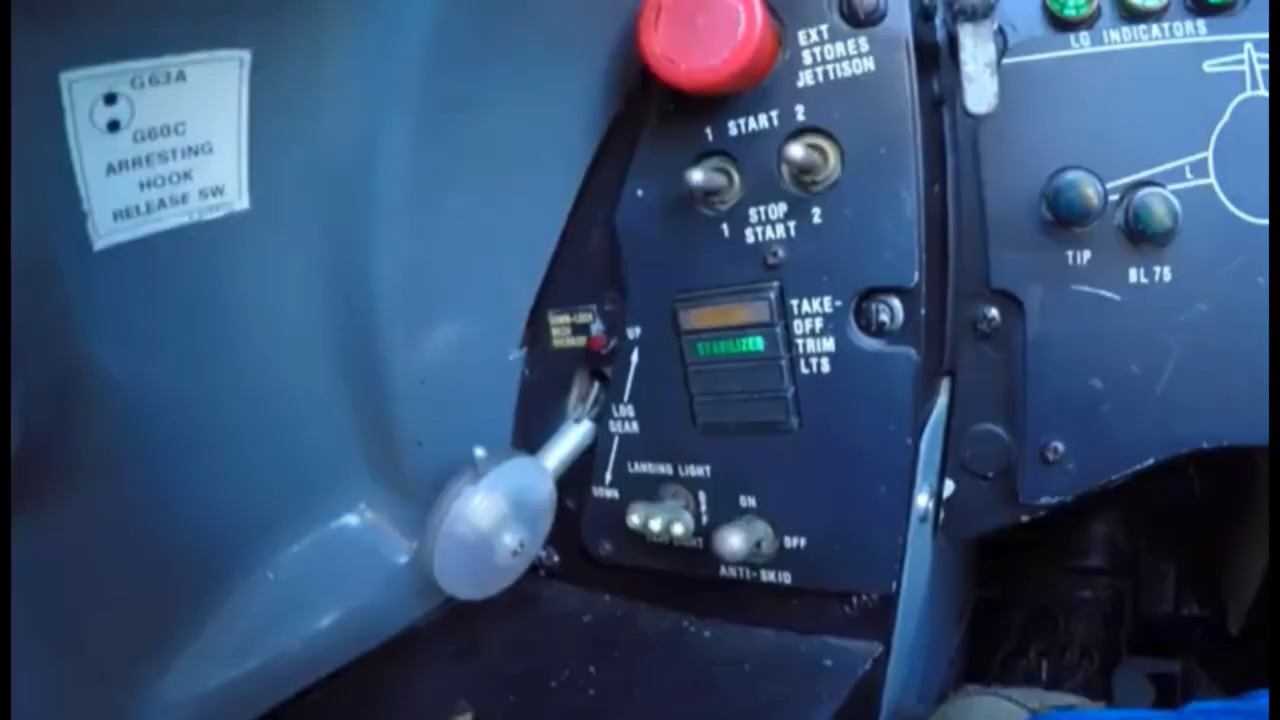 G63A
G60C
ARRESTING
HOOK
RELEASE SW
EXT
STORES
JETTISON
1 START 2
STOP
1 START 2
TAKE-
OFF
TRIM
LTS
STABILIZER
UP
LDG
GEAR
DOWN
LANDING LIGHT
OFF
ON
OFF
ANTI-SKID
LG INDICATORS
L
TIP
BL 75